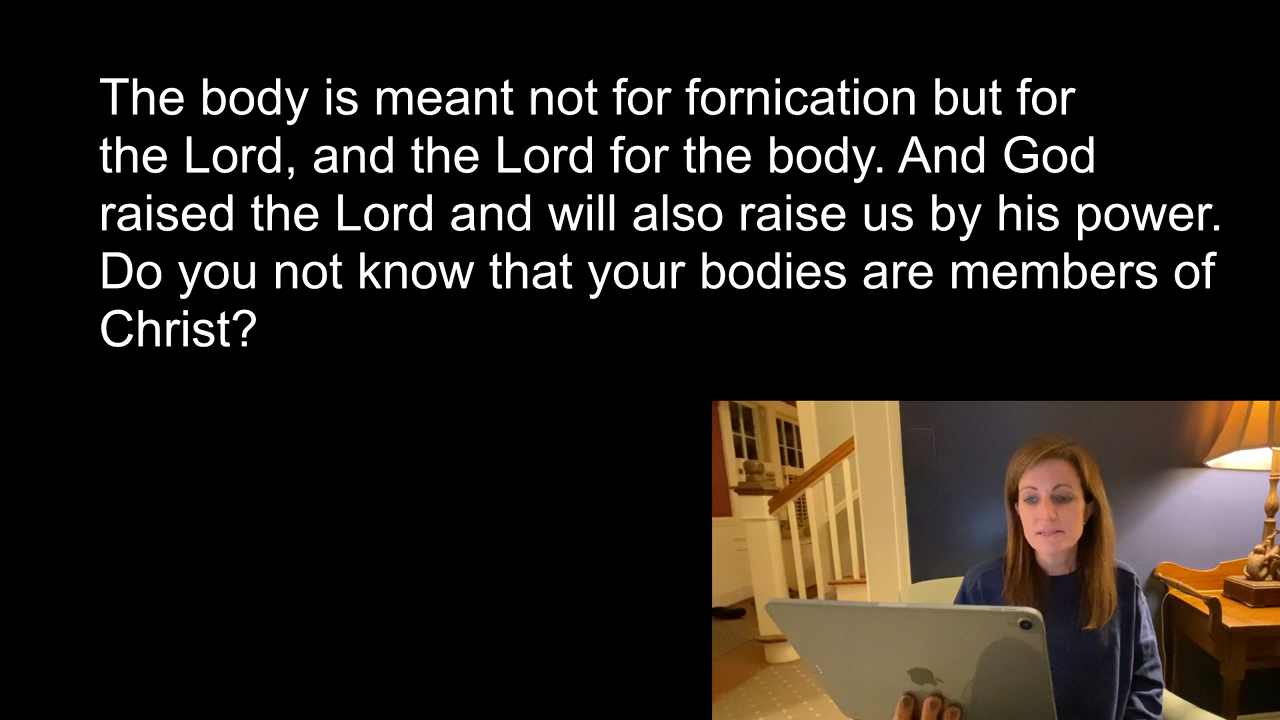 The body is meant not for fornication but for
the Lord, and the Lord for the body. And God
raised the Lord and will also raise us by his power.
Do you not know that your bodies are members of
Christ?